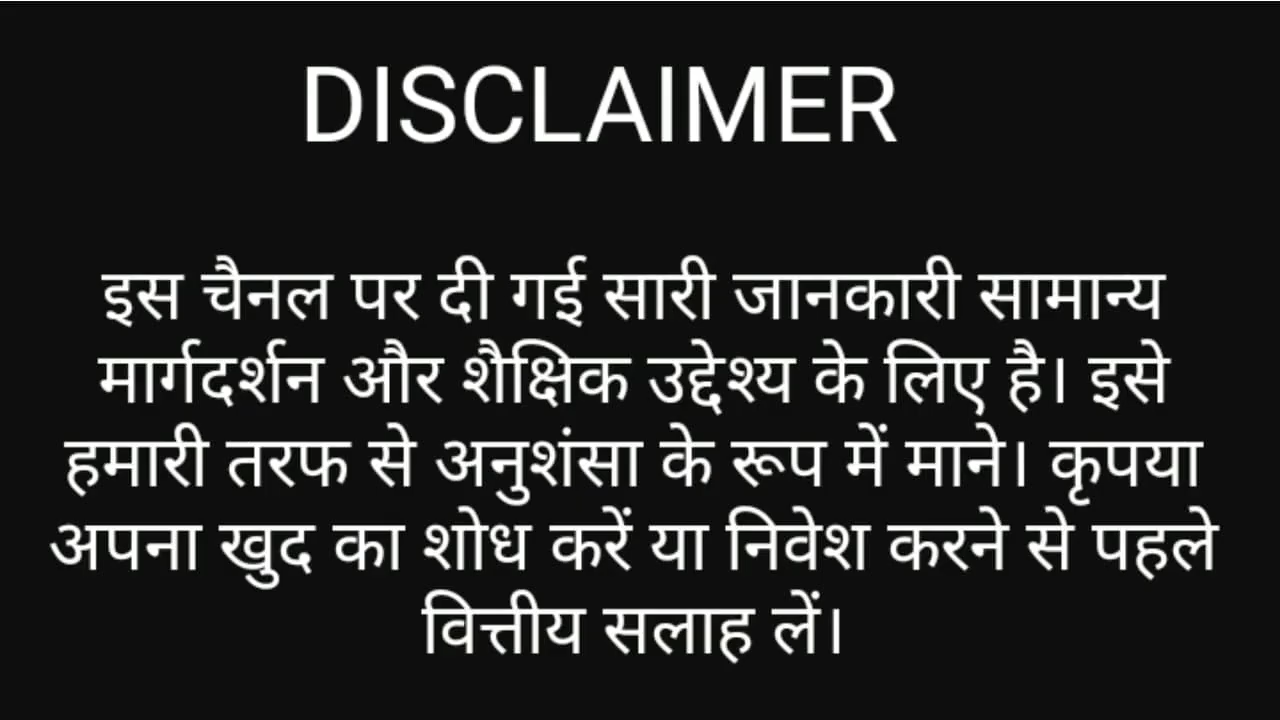 DISCLAIMER
इस चैनल पर दी गई सारी जानकारी सामान्य
मार्गदर्शन और शैक्षिक उद्देश्य के लिए है। इसे
हमारी तरफ से अनुशंसा के रूप में माने। कृपया
अपना खुद का शोध करें या निवेश करने से पहले
वित्तीय सलाह लें।